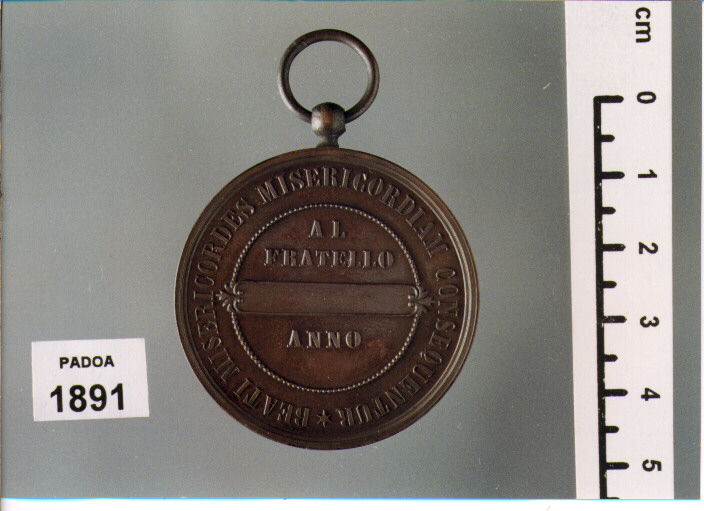 BEATI MISERICORDES MISERICORDIAM CONSEQUENTUR
AL
FRATELLO
ANNO
PADOA
1891
cm
0
1
2
3
4
5